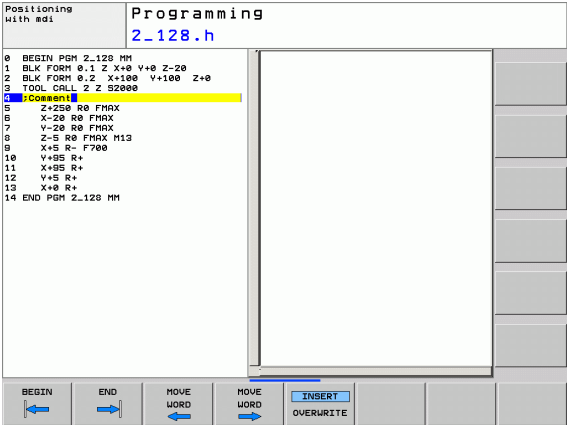 Positioning
with mdi
Programming
2_128.h
0 BEGIN PGM 2_128 MM
1 BLK FORM 0.1 Z X+0 Y+0 Z-20
2 BLK FORM 0.2 X+100 Y+100 Z+0
3 TOOL CALL 2 Z S2000
4 ;Comment
5 Z+250 R0 FMAX
6 X-20 R0 FMAX
7 Y-20 R0 FMAX
8 Z-5 R0 FMAX M13
9 X+5 R- F700
10 Y+95 R+
11 X+95 R+
12 Y+5 R+
13 X+0 R+
14 END PGM 2_128 MM
BEGIN
END
MOVE
WORD
MOVE
WORD
INSERT
OVERWRITE